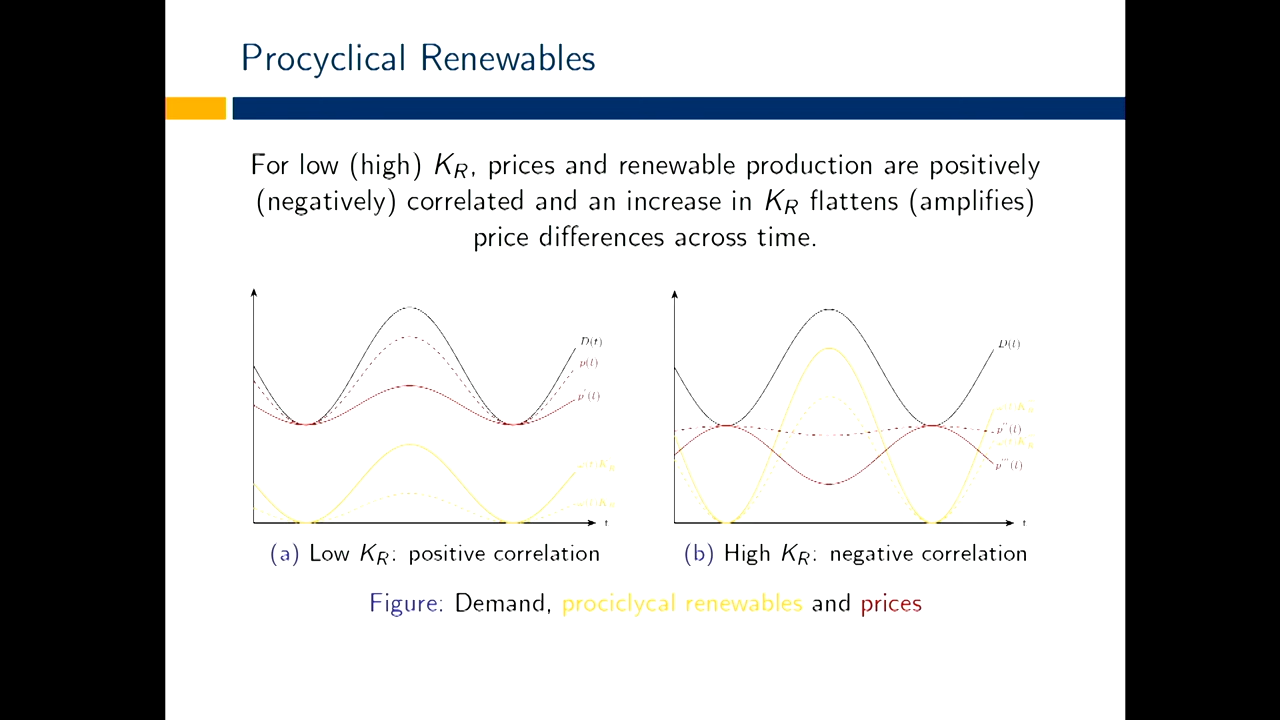 Procyclical Renewables
For low (high) K_R, prices and renewable production are positively
(negatively) correlated and an increase in K_R flattens (amplifies)
price differences across time.
D(t)
p(t)
p'(t)
t
D(t)
p''(t)
p'''(t)
t
(a) Low K_R: positive correlation
(b) High K_R: negative correlation
Figure: Demand, prociclycal renewables and prices